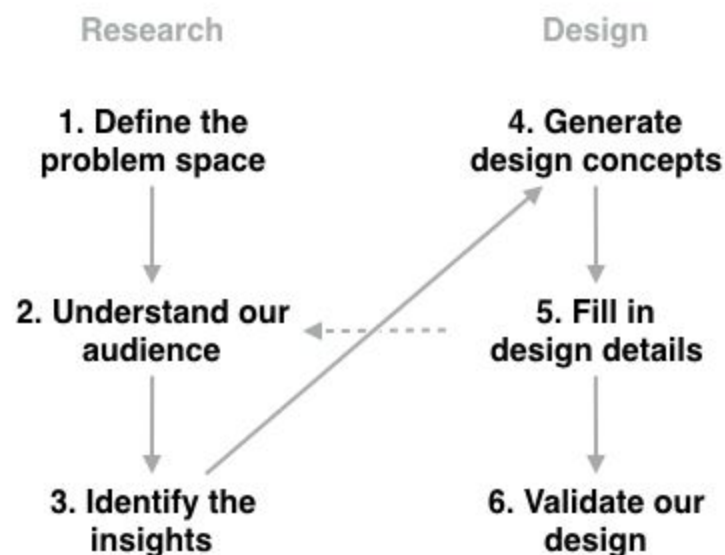 Research
1. Define the
problem space
2. Understand our
audience
3. Identify the
insights
Design
4. Generate
design concepts
5. Fill in
design details
6. Validate our
design